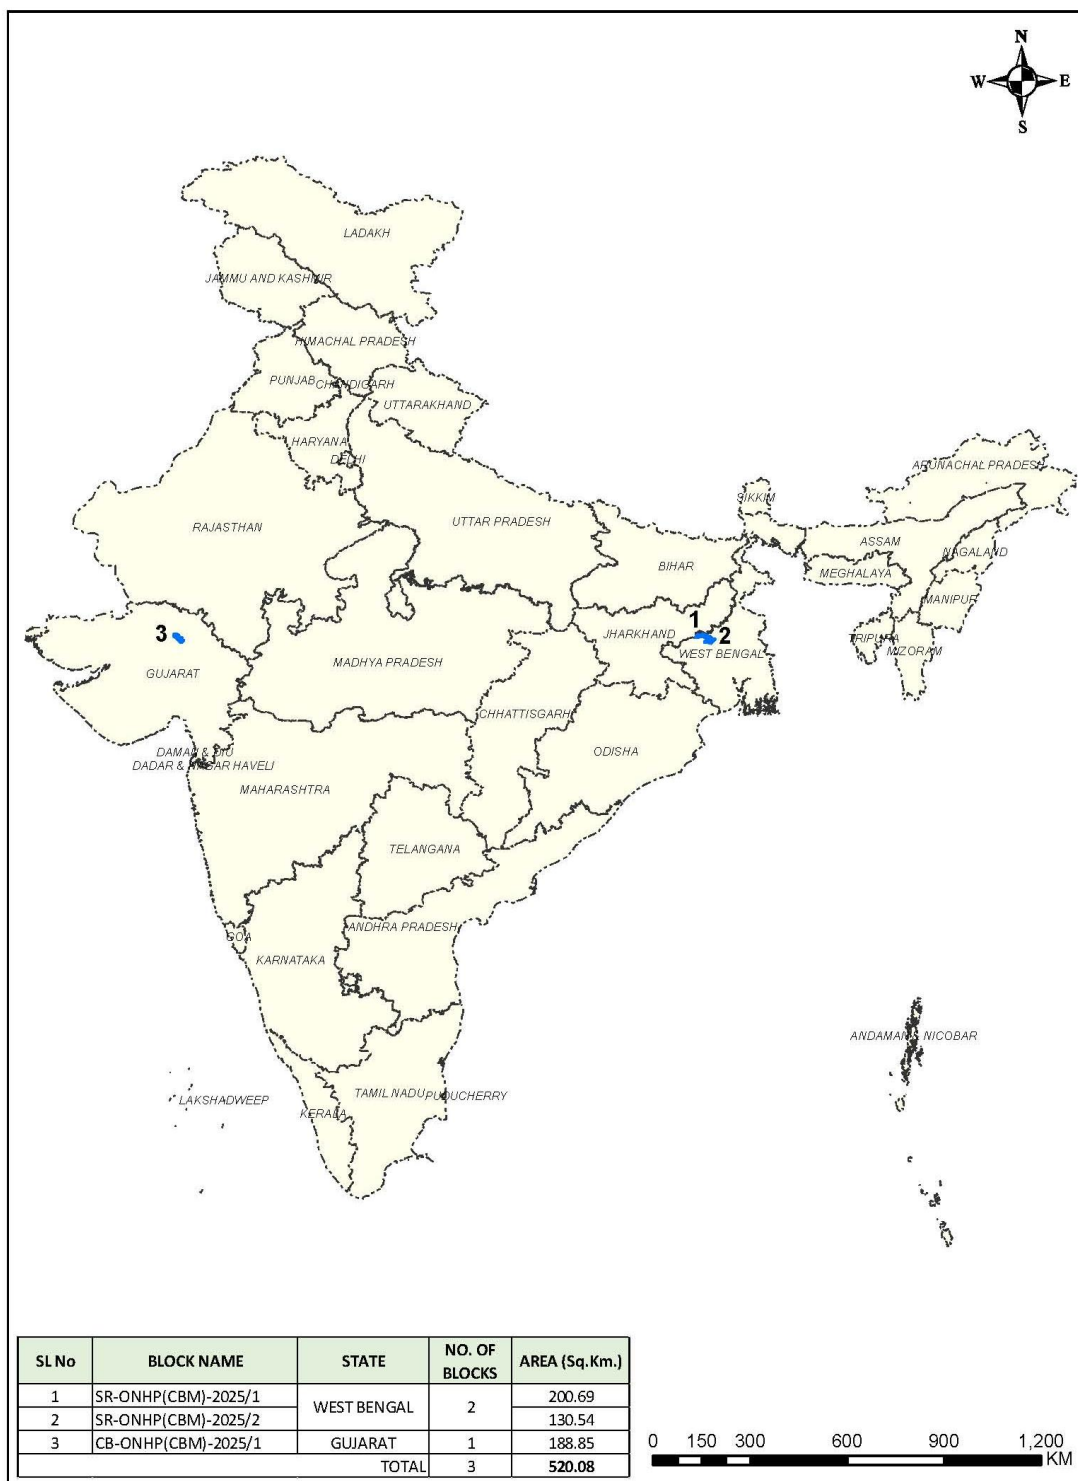 N
W E
S
LADAKH
JAMMU AND KASHMIR
HIMACHAL PRADESH
PUNJAB
CHANDIGARH
UTTARAKHAND
HARYANA
DELHI
ARUNACHAL PRADESH
SIKKIM
RAJASTHAN
UTTAR PRADESH
ASSAM
NAGALAND
BIHAR
MEGHALAYA
MANIPUR
1
3
JHARKHAND
2
TRIPURA
WEST BENGAL
MIZORAM
MADHYA PRADESH
GUJARAT
CHHATTISGARH
DAMAN & DIU
ODISHA
DADAR & NAGAR HAVELI
MAHARASHTRA
TELANGANA
ANDHRA PRADESH
GOA
KARNATAKA
ANDAMAN & NICOBAR
TAMIL NADU
PUDUCHERRY
LAKSHADWEEP
KERALA
SL No BLOCK NAME STATE NO. OF BLOCKS AREA (Sq.Km.)
1 SR-ONHP(CBM)-2025/1 WEST BENGAL 2 200.69
2 SR-ONHP(CBM)-2025/2 130.54
3 CB-ONHP(CBM)-2025/1 GUJARAT 1 188.85
TOTAL 3 520.08
0 150 300 600 900 1,200
KM